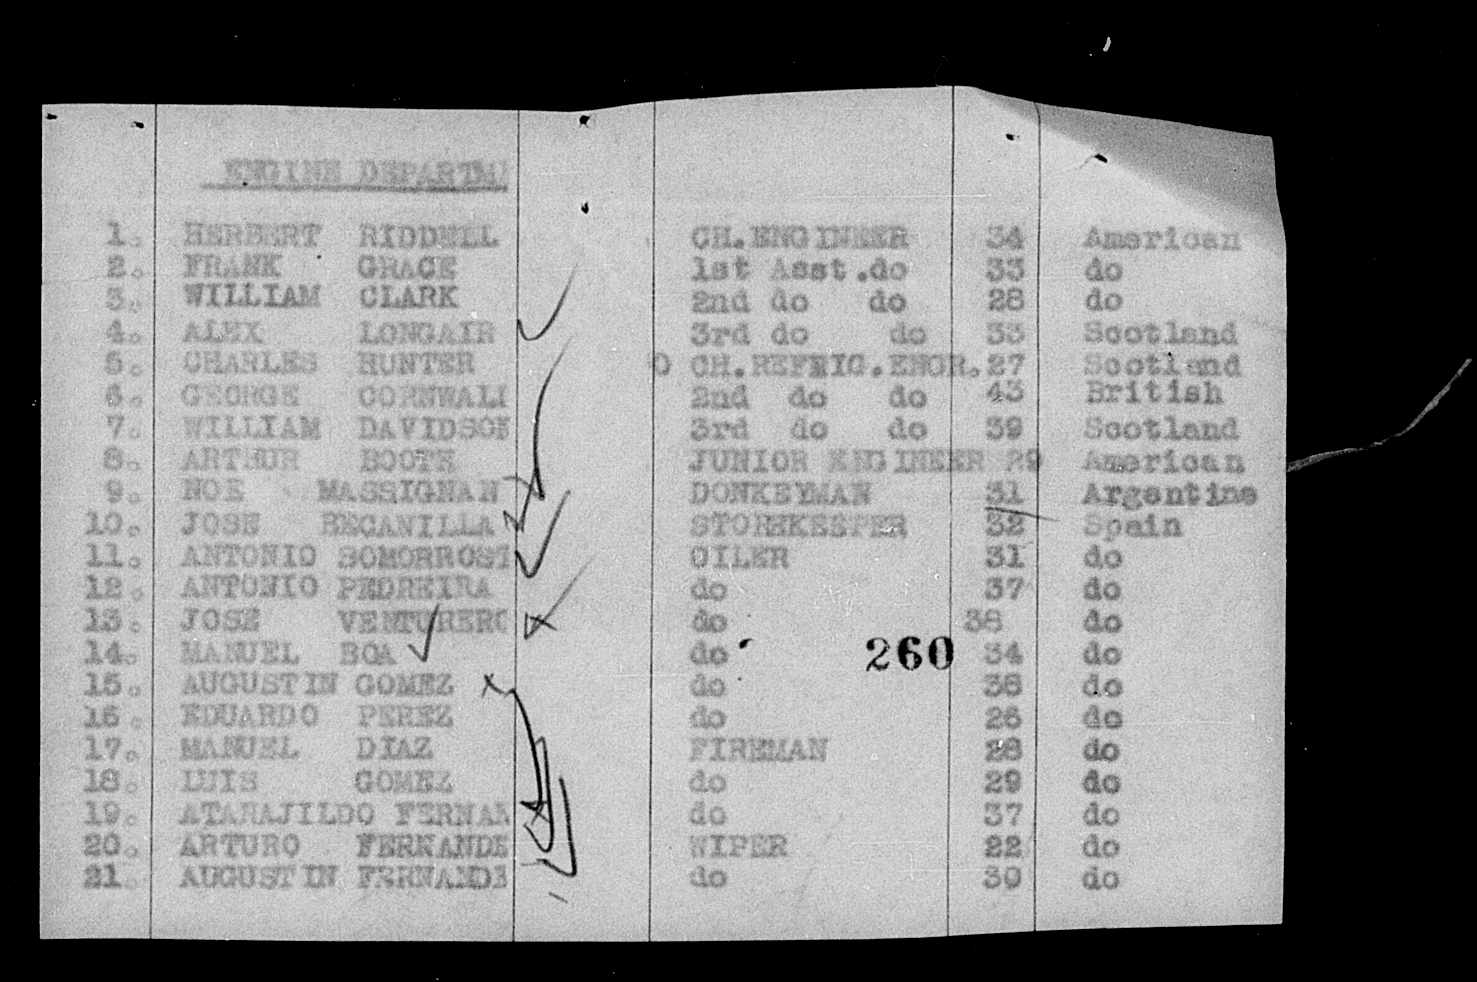 ENGINE DEPARTM
1. HERBERT RIDDELL CH.ENGINEER 34 American
2. FRANK GRACE 1st Asst.do 33 do
3. WILLIAM CLARK 2nd do do 28 do
4. ALEX LONGAIR 3rd do do 33 Scotland
5. CHARLES HUNTER CH.REFRIG.ENGR. 27 Scotland
6. GEORGE CORNWALL 2nd do do 43 British
7. WILLIAM DAVIDSON 3rd do do 39 Scotland
8. ARTHUR BOOTH JUNIOR ENGINEER 29 American
9. NOE MASSIGNAN DONKEYMAN 31 Argentine
10. JOSE BECANILLA STOREKEEPER 32 Spain
11. ANTONIO SOMORROST OILER 31 do
12. ANTONIO PEDREIRA do 37 do
13. JOSE VENTURERO do 38 do
14. MANUEL BOA do 34 do
260
15. AUGUSTIN GOMEZ do 38 do
16. EDUARDO PEREZ do 26 do
17. MANUEL DIAZ FIREMAN 28 do
18. LUIS GOMEZ do 29 do
19. ATANAJILDO FERNAN do 37 do
20. ARTURO FERNANDE WIPER 22 do
21. AUGUSTIN FERNANDE do 30 do